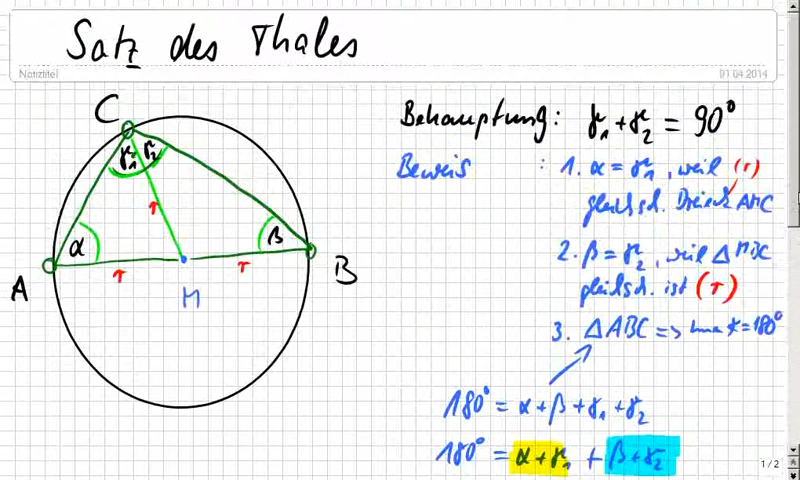 Satz des Thales
Notiztitel
01.04.2014
C
γ₁ γ₂
α
β
r
r
r
A
B
M
Behauptung: γ₁ + γ₂ = 90°
Beweis : 1. α = γ₁, weil (r)
gleichsch. Dreieck AMC
2. β = γ₂, weil △ MBC
gleichsch. ist (r)
3. △ ABC => ∢ = 180°
180° = α + β + γ₁ + γ₂
180° = α + γ₁ + β + γ₂
1/2